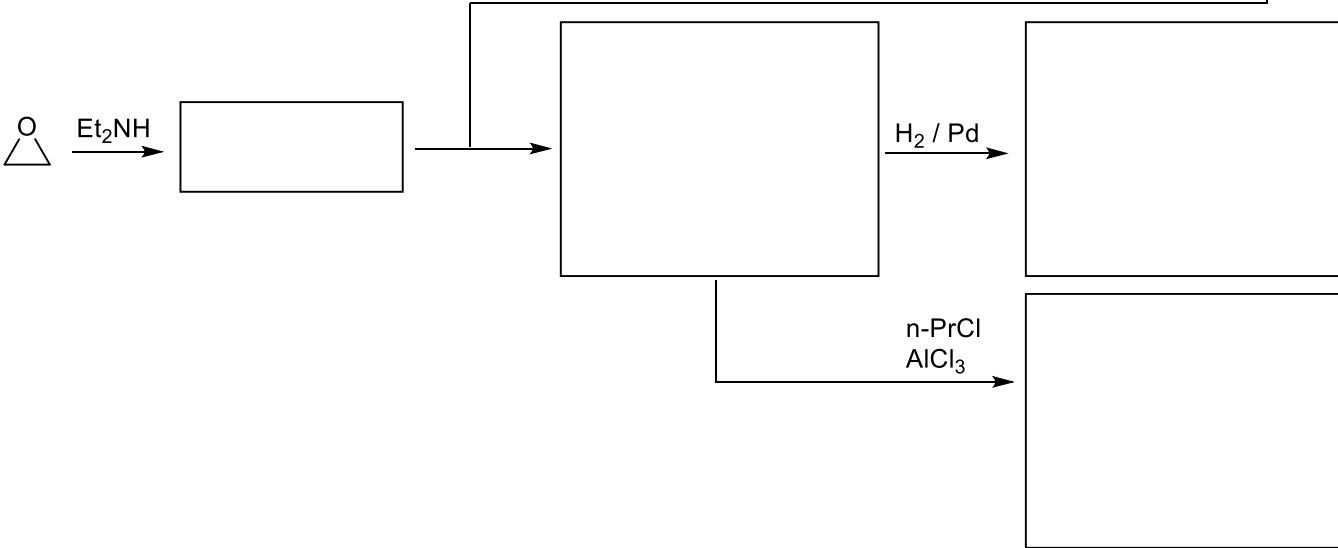 O
Et2NH
H2 / Pd
n-PrCl
AlCl3